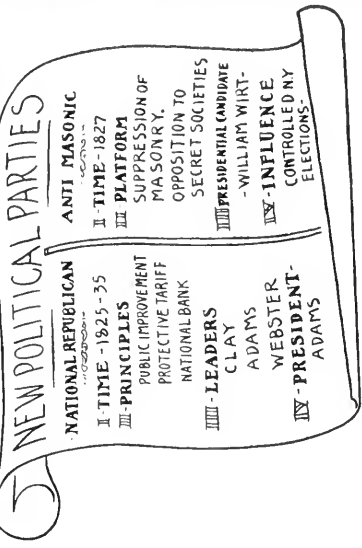 NEW POLITICAL PARTIES
NATIONAL REPUBLICAN
II-TIME-1825-35
III-PRINCIPLES
PUBLIC IMPROVEMENT
PROTECTIVE TARIFF
NATIONAL BANK
IIII-LEADERS
CLAY
ADAMS
WEBSTER
IV-PRESIDENT-
ADAMS
ANTI MASONIC
II-TIME-1827
III PLATFORM
SUPPRESSION OF
MASONRY.
OPPOSITION TO
SECRET SOCIETIES
IIII PRESIDENTIAL CANDIDATE
-WILLIAM WIRT-
IV-INFLUENCE
CONTROLLED N.Y
ELECTIONS-